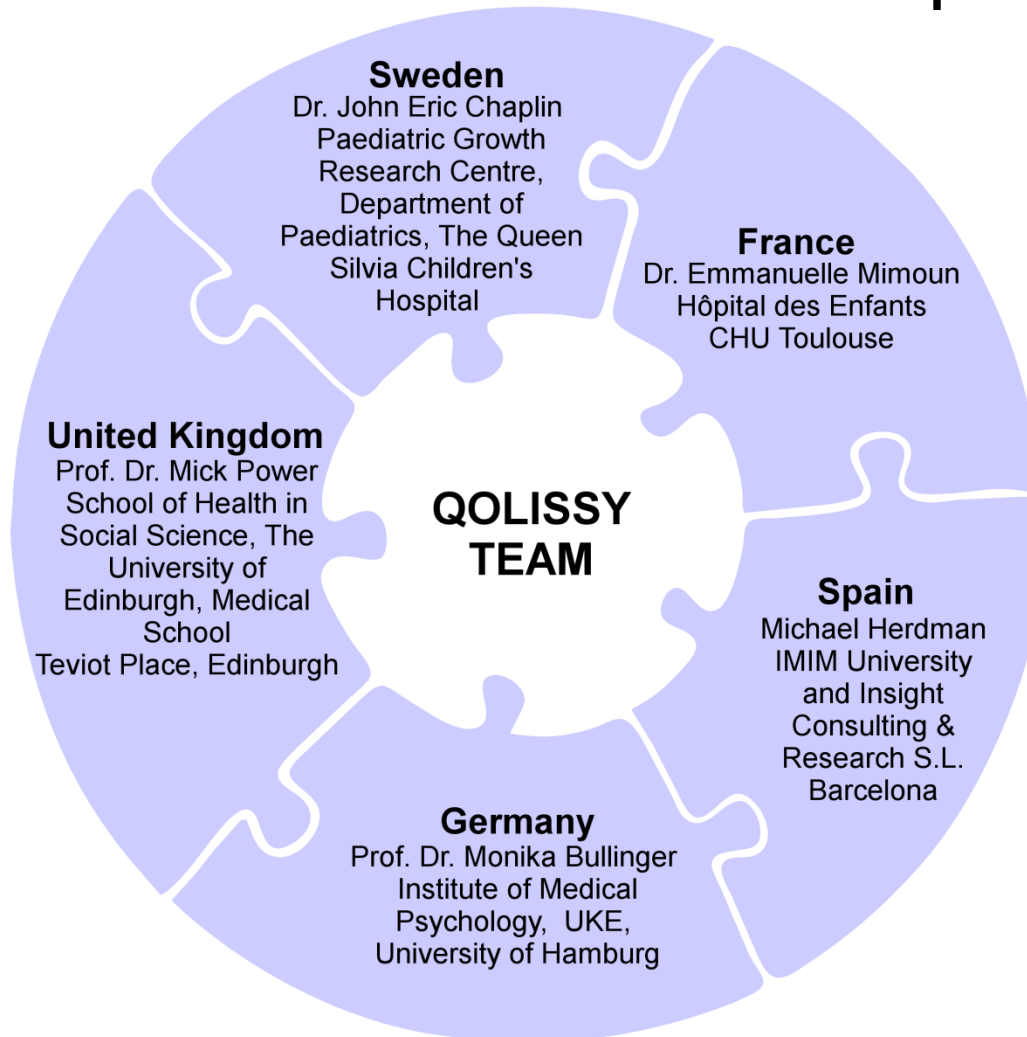 Sweden
Dr. John Eric Chaplin
Paediatric Growth
Research Centre,
Department of
Paediatrics, The Queen
Silvia Children's
Hospital
France
Dr. Emmanuelle Mimoun
Hôpital des Enfants
CHU Toulouse
United Kingdom
Prof. Dr. Mick Power
School of Health in
Social Science, The
University of
Edinburgh, Medical
School
Teviot Place, Edinburgh
QOLISSY
TEAM
Spain
Michael Herdman
IMIM University
and Insight
Consulting &
Research S.L.
Barcelona
Germany
Prof. Dr. Monika Bullinger
Institute of Medical
Psychology,  UKE,
University of Hamburg